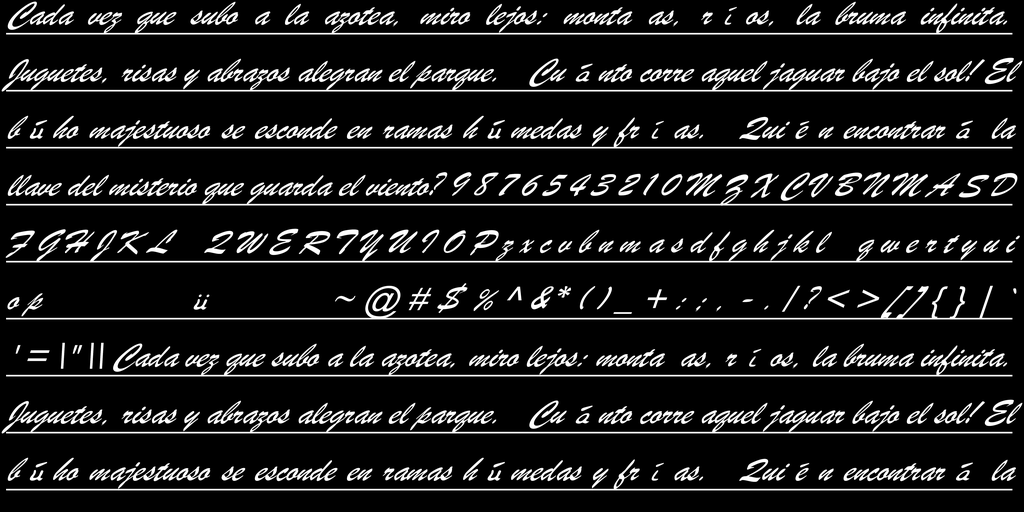 Cada vez que subo a la azotea, miro lejos: monta as, r í os, la bruma infinita.
Juguetes, risas y abrazos alegran el parque. Cu á nto corre aquel jaguar bajo el sol! El
b ú ho majestuoso se esconde en ramas h ú medas y fr í as. Qui é n encontrar á la
llave del misterio que guarda el viento? 9 8 7 6 5 4 3 2 1 0 M Z X C V B N M A S D
F G H J K L Q W E R T Y U I O P z x c v b n m a s d f g h j k l q w e r t y u i
o p ü ~ @ # $ % ^ & * ( ) _ + : ; , - . / ? < > [ ] { } | `
' = \ " || Cada vez que subo a la azotea, miro lejos: monta as, r í os, la bruma infinita.
Juguetes, risas y abrazos alegran el parque. Cu á nto corre aquel jaguar bajo el sol! El
b ú ho majestuoso se esconde en ramas h ú medas y fr í as. Qui é n encontrar á la